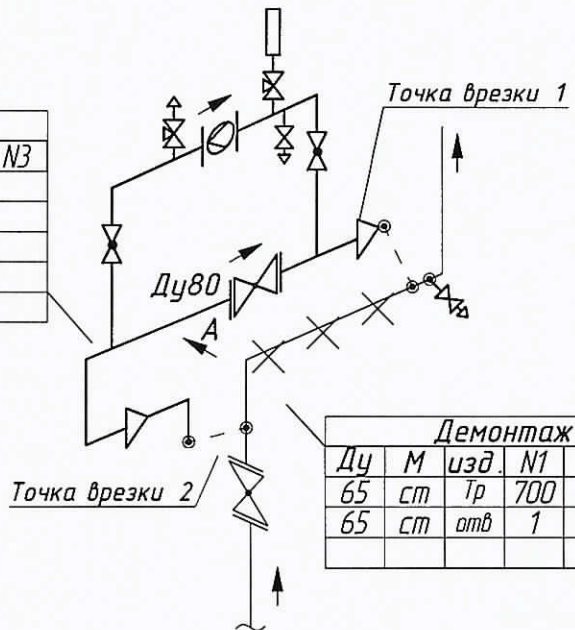 Точка врезки 1
N3
Ду80
А
Точка врезки 2
Демонтаж
Ду М изд. N1
65 ст Тр 700
65 ст отв 1